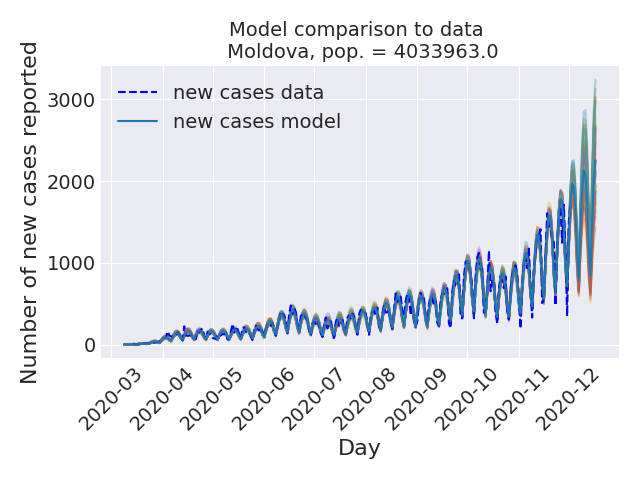 Model comparison to data
Moldova, pop. = 4033963.0
Number of new cases reported
3000
2000
1000
0
new cases data
new cases model
2020-03
2020-04
2020-05
2020-06
2020-07
2020-08
2020-09
2020-10
2020-11
2020-12
Day